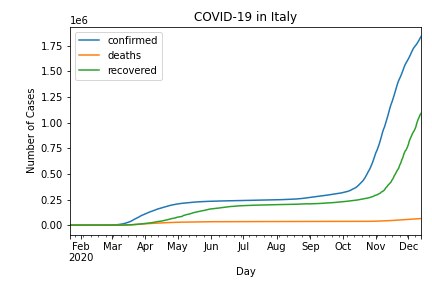 COVID-19 in Italy
1e6
confirmed
deaths
recovered
1.75
1.50
1.25
1.00
0.75
0.50
0.25
0.00
Number of Cases
Feb Mar Apr May Jun Jul Aug Sep Oct Nov Dec
2020
Day